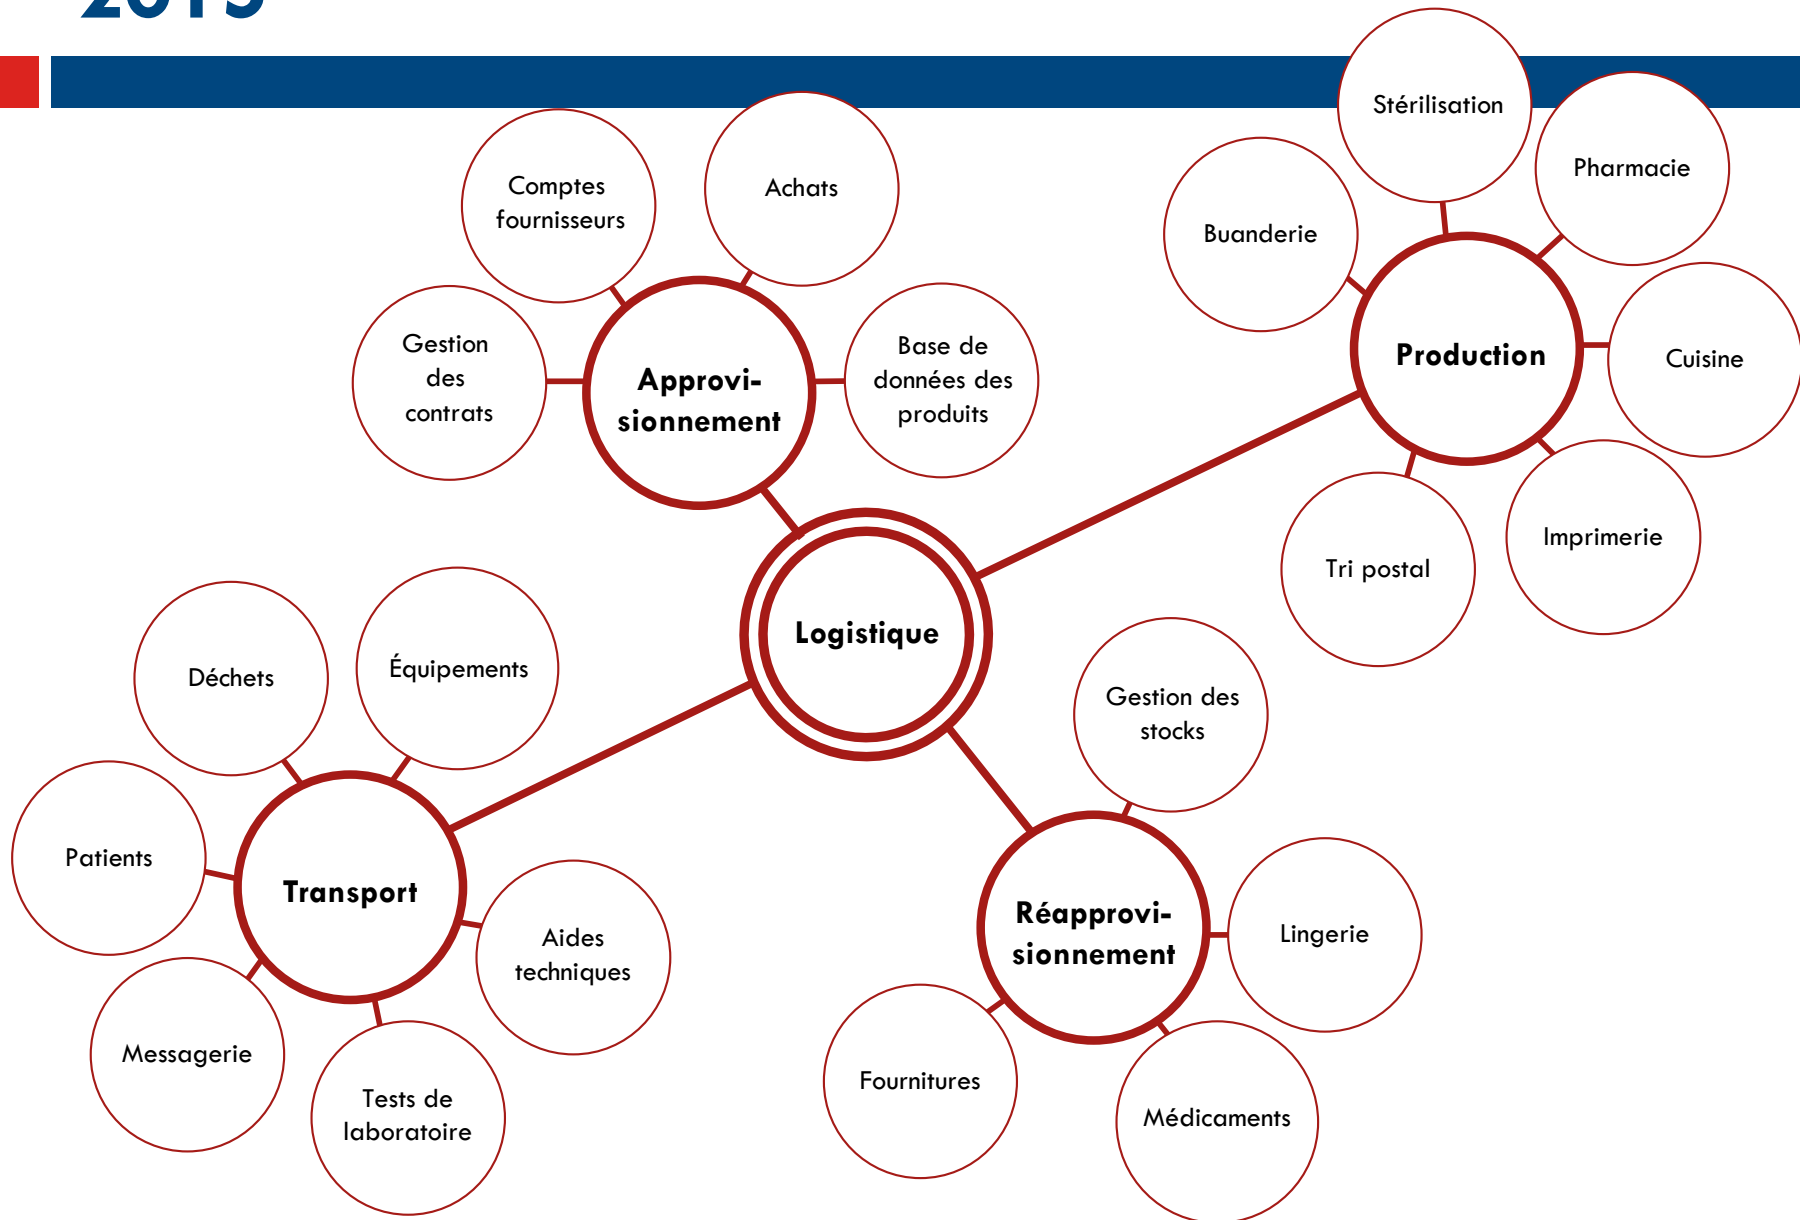 2015
Stérilisation
Pharmacie
Comptes
fournisseurs
Achats
Buanderie
Gestion
des
contrats
Approvi-
sionnement
Base de
données des
produits
Production
Cuisine
Imprimerie
Tri postal
Logistique
Déchets
Équipements
Gestion des
stocks
Patients
Transport
Aides
techniques
Réapprovi-
sionnement
Lingerie
Messagerie
Tests de
laboratoire
Fournitures
Médicaments